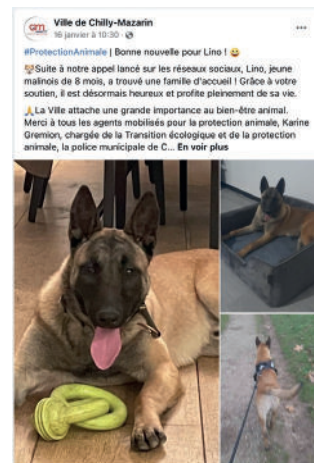 Ville de Chilly-Mazarin
16 janvier à 10:30 ·
#ProtectionAnimale | Bonne nouvelle pour Lino ! 😃
🐕Suite à notre appel lancé sur les réseaux sociaux, Lino, jeune
malinois de 8 mois, a trouvé une famille d'accueil ! Grâce à votre
soutien, il est désormais heureux et profite pleinement de sa vie.
🙏La Ville attache une grande importance au bien-être animal.
Merci à tous les agents mobilisés pour la protection animale, Karine
Gremion, chargée de la Transition écologique et de la protection
animale, la police municipale de C... En voir plus